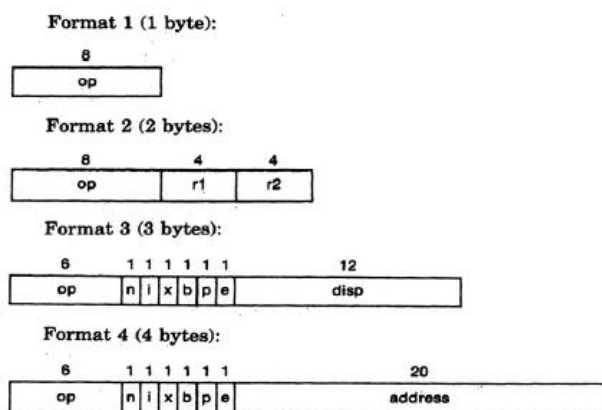 Format 1 (1 byte):
8
op
Format 2 (2 bytes):
8 4 4
op r1 r2
Format 3 (3 bytes):
6 1 1 1 1 1 1 12
op n i x b p e disp
Format 4 (4 bytes):
6 1 1 1 1 1 1 20
op n i x b p e address